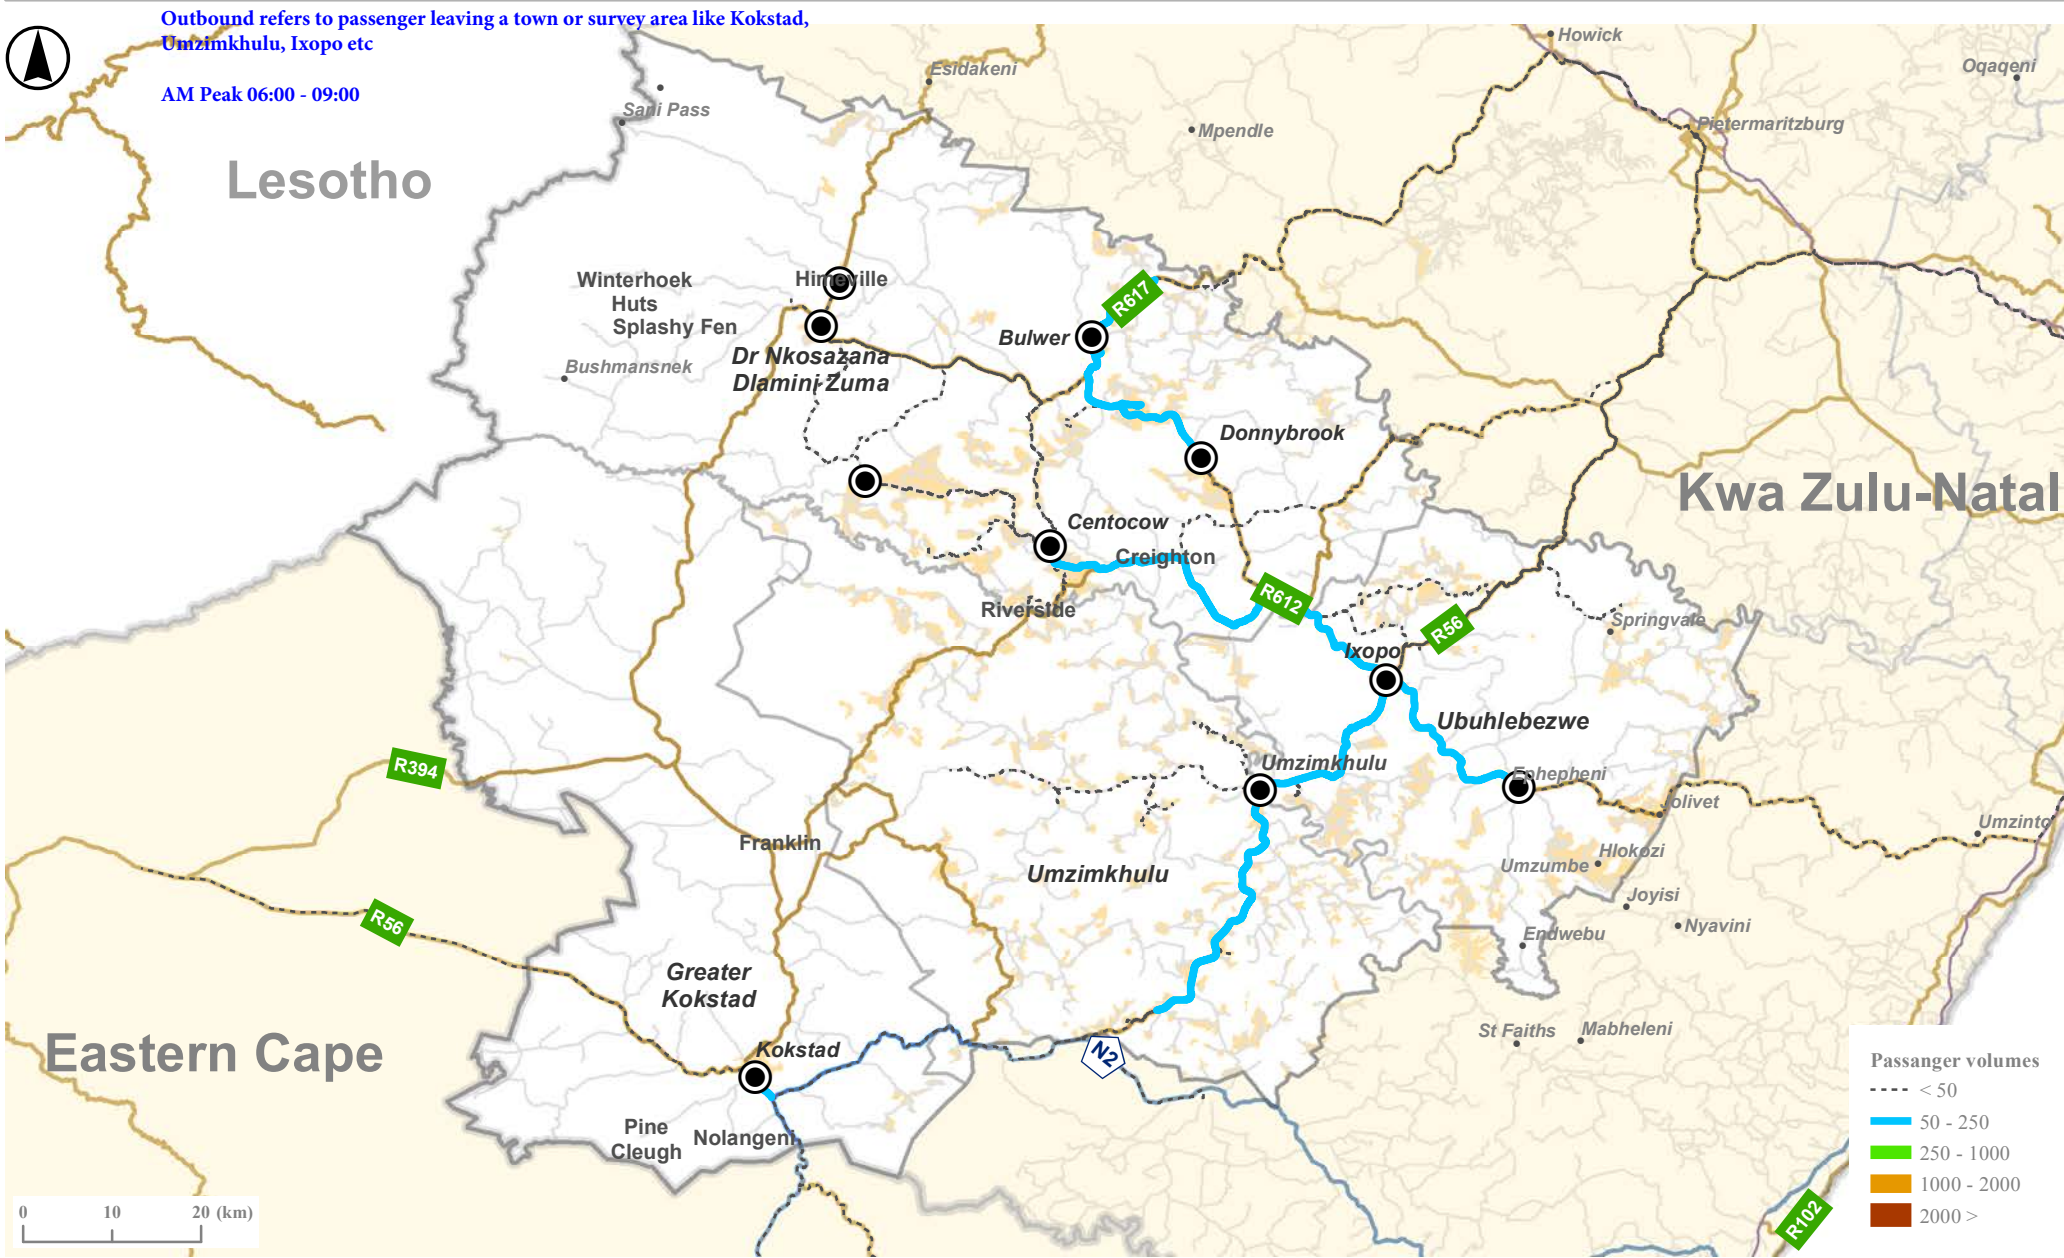 Outbound refers to passenger leaving a town or survey area like Kokstad,
Umzimkhulu, Ixopo etc
AM Peak 06:00 - 09:00
Howick
Oqaqeni
Esidakeni
Sani Pass
Mpendle
Pietermaritzburg
Lesotho
Winterhoek
Huts
Splashy Fen
Himeville
R617
Bulwer
Bushmansnek
Dr Nkosazana
Dlamini Zuma
Donnybrook
Kwa Zulu-Natal
Centocow
Creighton
Riverside
R612
R56
Springvale
Ixopo
Ubuhlebezwe
R394
Umzimkhulu
Ephepheni
Jolivet
Umzinto
Franklin
Hlokozi
Umzumbe
Umzimkhulu
Joyisi
Nyavini
R56
Endwebu
Greater
Kokstad
Eastern Cape
St Faiths
Mabheleni
Kokstad
N2
Pine
Cleugh
Nolangeni
Passanger volumes
< 50
50 - 250
250 - 1000
1000 - 2000
2000 >
R102
0 10 20 (km)